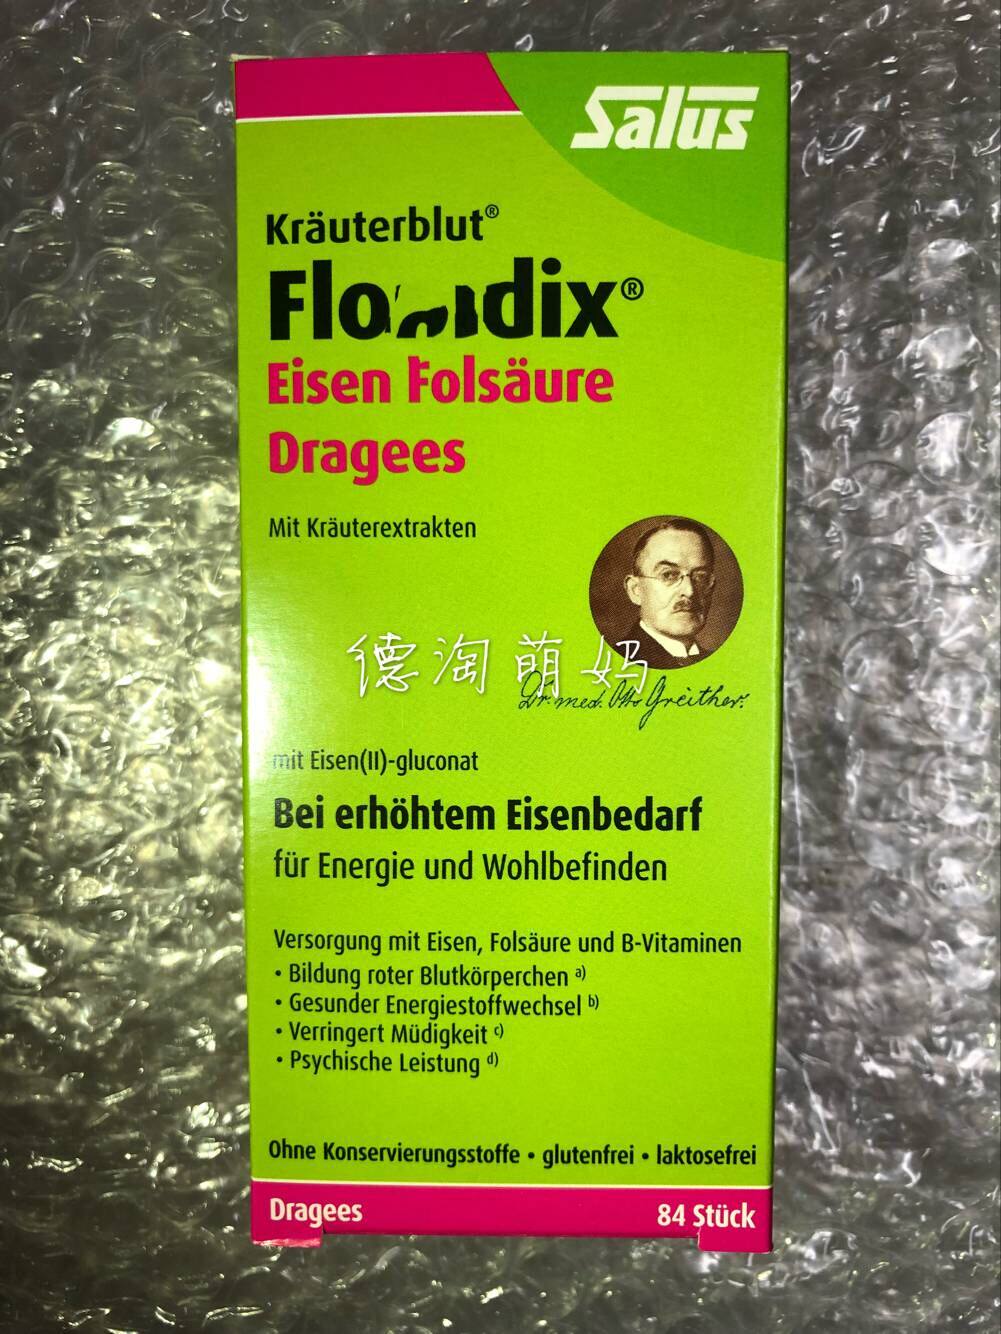 Salus
Kräuterblut®
Eisen Folsäure
Dragees
Mit Kräuterextrakten
德淘萌妈
Dr. med. Otto Greither.
mit Eisen(II)-gluconat
Bei erhöhtem Eisenbedarf
für Energie und Wohlbefinden
Versorgung mit Eisen, Folsäure und B-Vitaminen
• Bildung roter Blutkörperchen a)
• Gesunder Energiestoffwechsel b)
• Verringert Müdigkeit c)
• Psychische Leistung d)
Ohne Konservierungsstoffe • glutenfrei • laktosefrei
Dragees 84 Stück